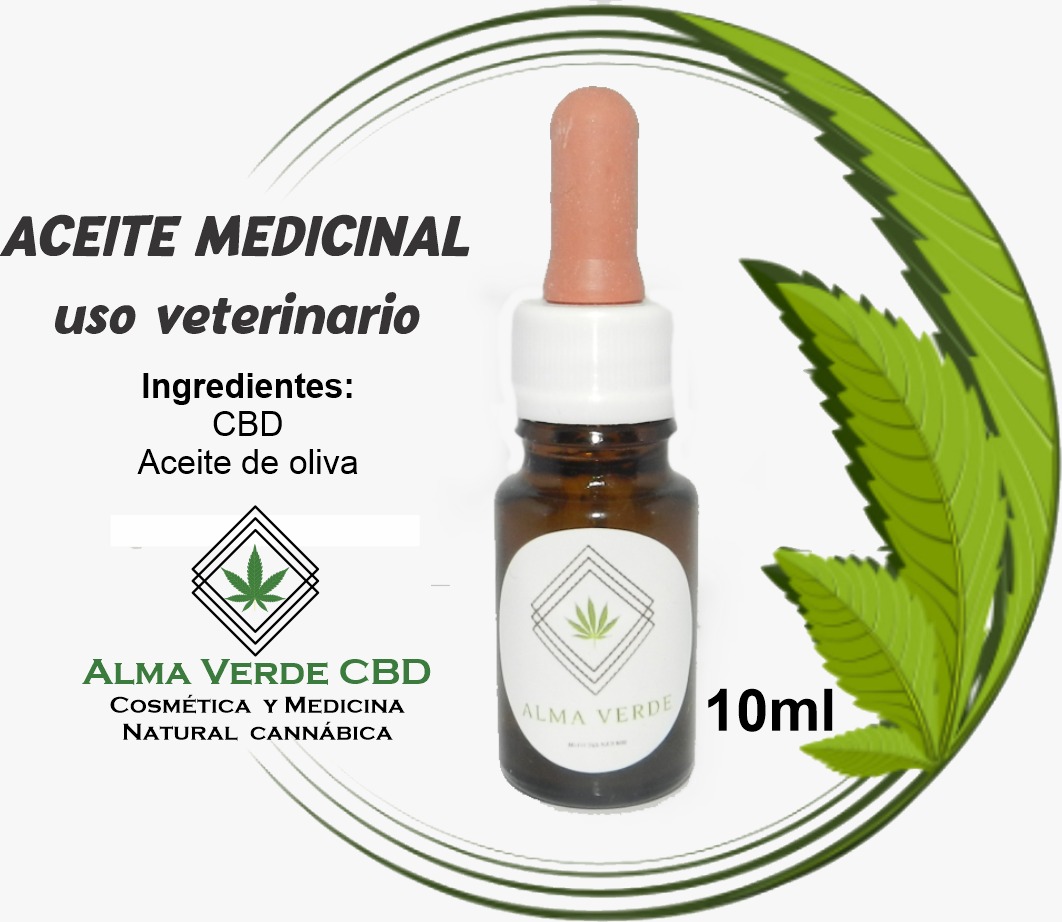 ACEITE MEDICINAL
uso veterinario
Ingredientes:
CBD
Aceite de oliva
ALMA VERDE CBD
COSMÉTICA Y MEDICINA
NATURAL CANNÁBICA
ALMA VERDE
10ml